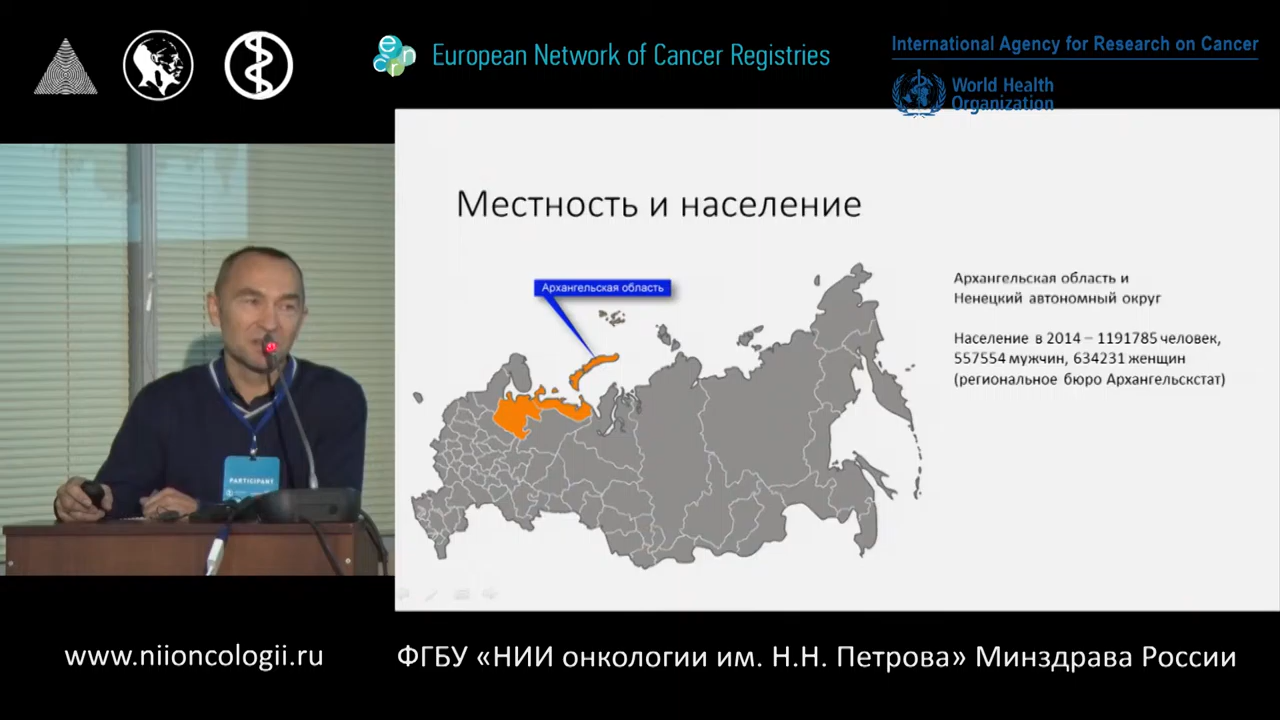 European Network of Cancer Registries
International Agency for Research on Cancer
World Health
Organization
Местность и население
Архангельская область
Архангельская область и
Ненецкий автономный округ
Население в 2014 – 1191785 человек,
557554 мужчин, 634231 женщин
(региональное бюро Архангельскстат)
PARTICIPANT
www.niioncologii.ru
ФГБУ «НИИ онкологии им. Н.Н. Петрова» Минздрава России